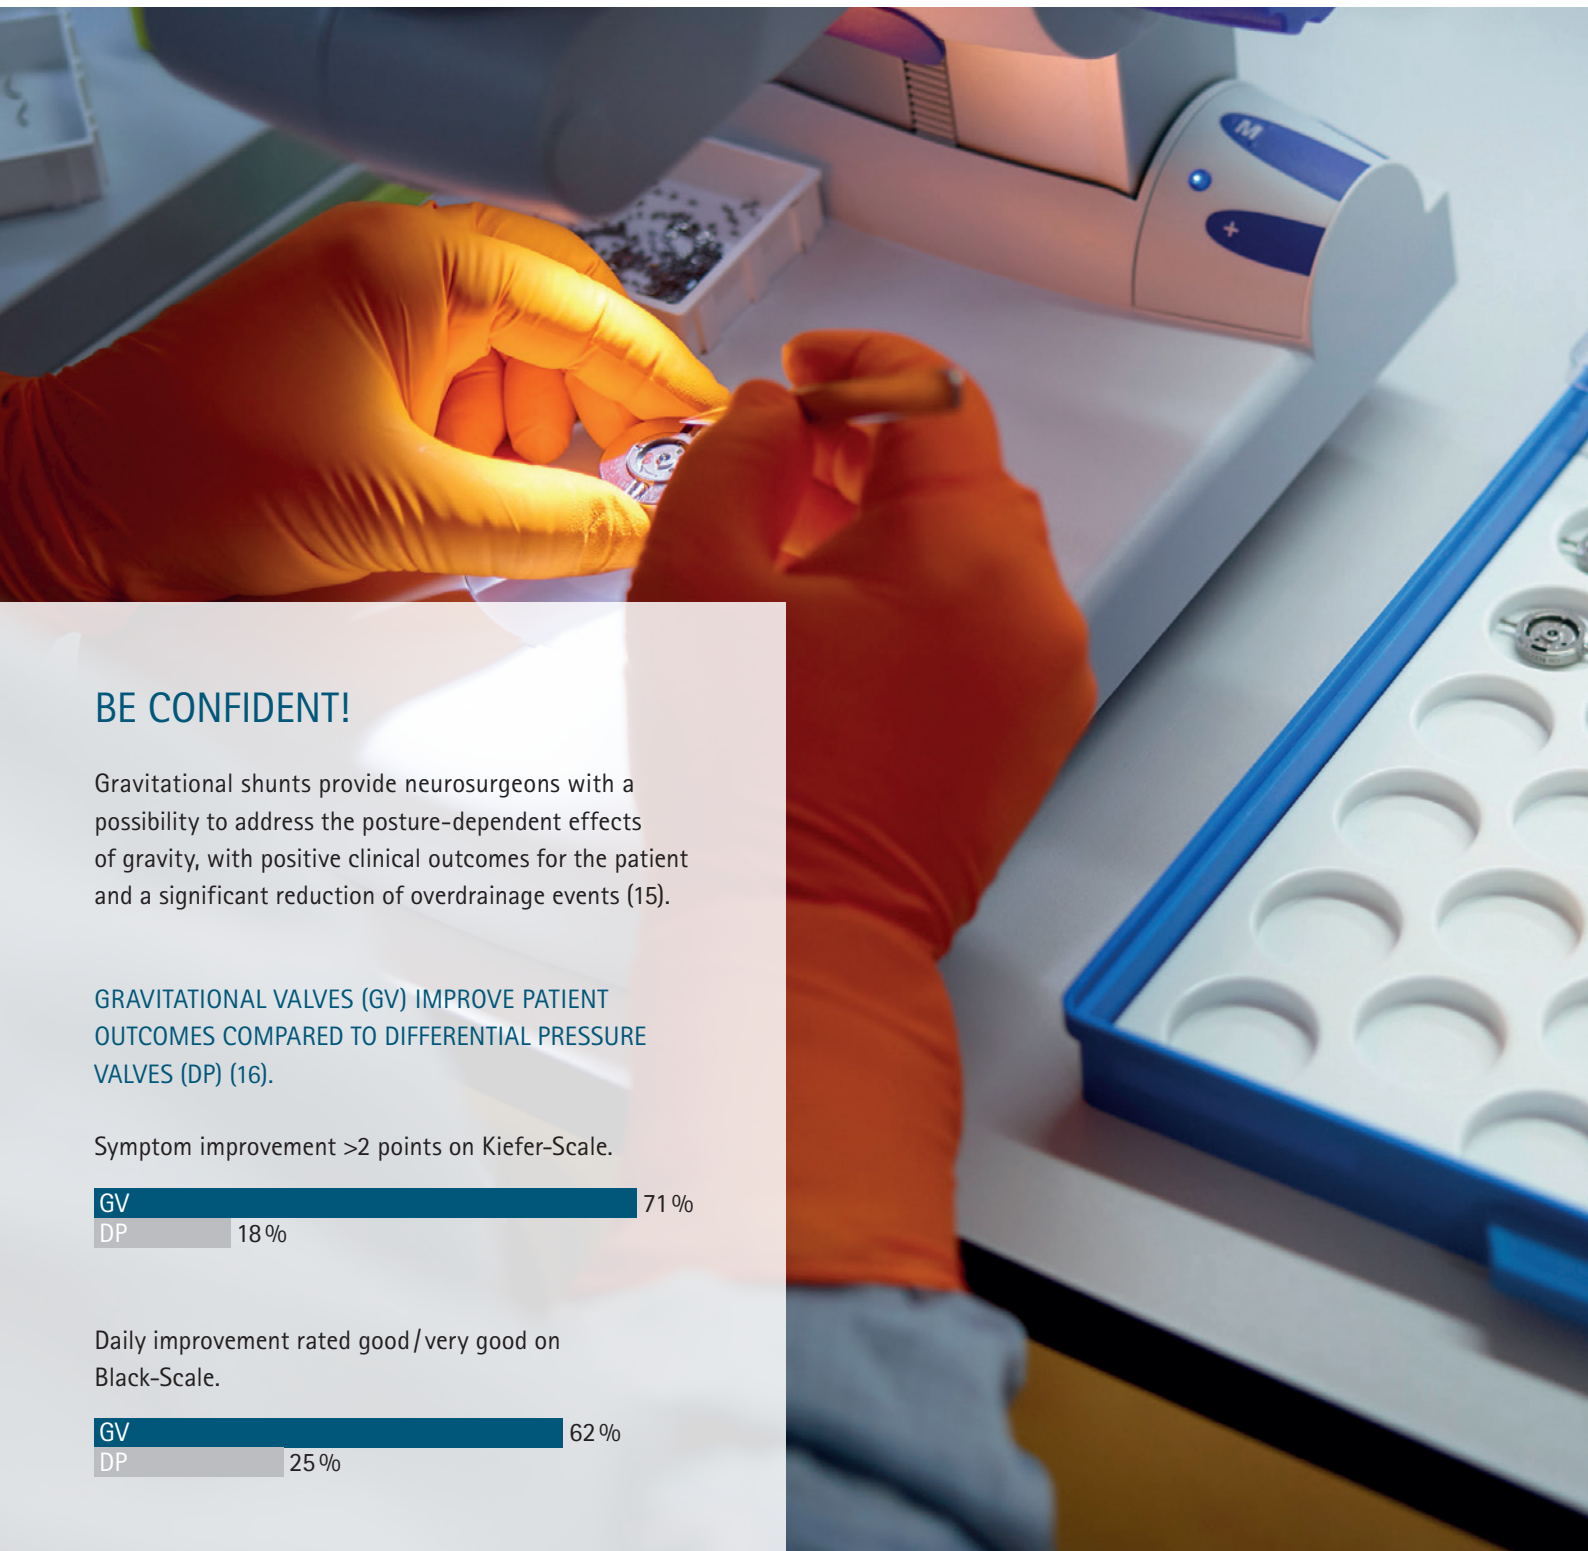 M
+
BE CONFIDENT!
Gravitational shunts provide neurosurgeons with a
possibility to address the posture-dependent effects
of gravity, with positive clinical outcomes for the patient
and a significant reduction of overdrainage events (15).
GRAVITATIONAL VALVES (GV) IMPROVE PATIENT
OUTCOMES COMPARED TO DIFFERENTIAL PRESSURE
VALVES (DP) (16).
Symptom improvement >2 points on Kiefer-Scale.
GV 71 %
DP 18 %
Daily improvement rated good / very good on
Black-Scale.
GV 62 %
DP 25 %